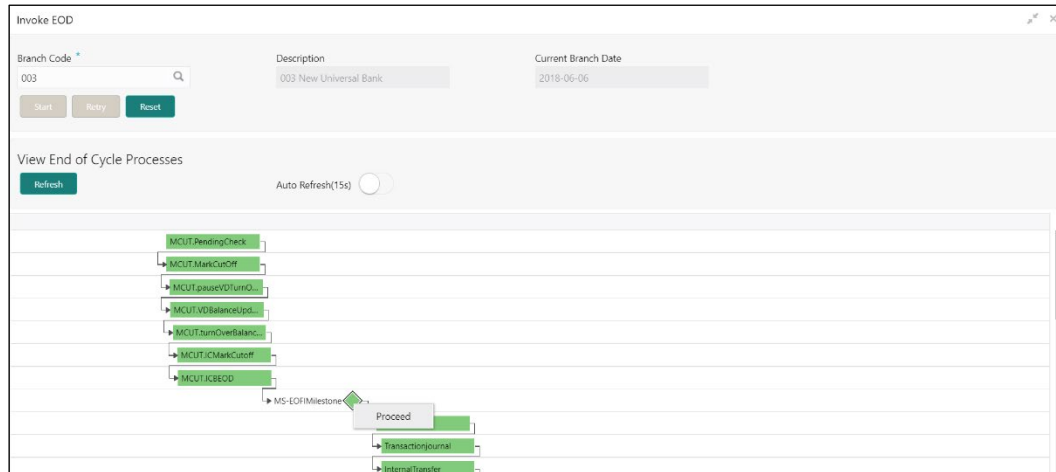 Invoke EOD
Branch Code *
Description
Current Branch Date
003
003 New Universal Bank
2018-06-06
Start
Retry
Reset
View End of Cycle Processes
Refresh
Auto Refresh(15s)
MCUT.PendingCheck
MCUT.MarkCutOff
MCUT.pauseVDTurnO...
MCUT.VDBalanceUpd...
MCUT.turnOverBalanc...
MCUT.ICMarkCutoff
MCUT.ICBEOD
MS-EOFIMilestone
Proceed
Transactionjournal
InternalTransfer